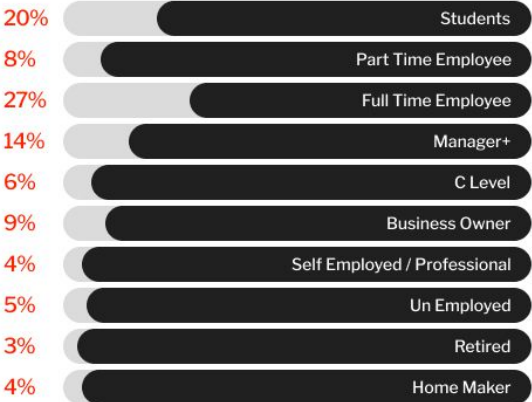 20% Students
8% Part Time Employee
27% Full Time Employee
14% Manager+
6% C Level
9% Business Owner
4% Self Employed / Professional
5% Un Employed
3% Retired
4% Home Maker